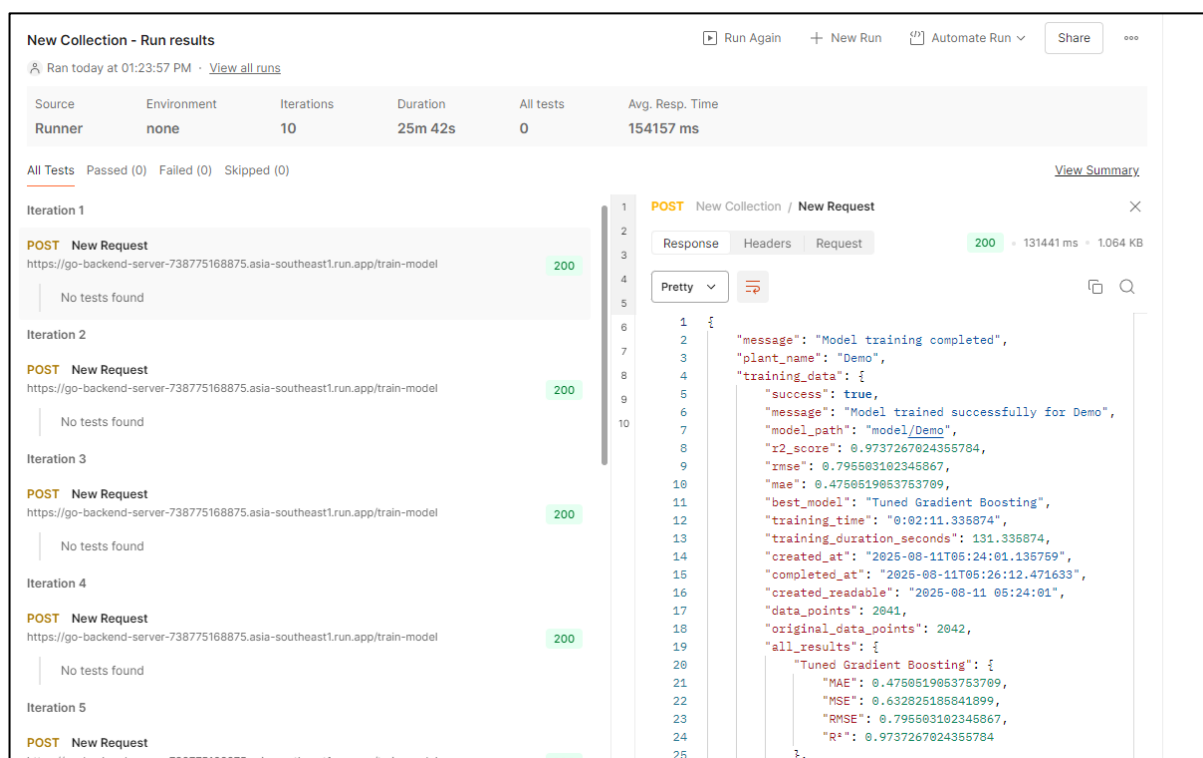 New Collection - Run results
Run Again
New Run
Automate Run
Share
Ran today at 01:23:57 PM · View all runs
Source Environment Iterations Duration All tests Avg. Resp. Time
Runner none 10 25m 42s 0 154157 ms
All Tests Passed (0) Failed (0) Skipped (0)
View Summary
Iteration 1
POST New Request
https://go-backend-server-738775168875.asia-southeast1.run.app/train-model
200
No tests found
Iteration 2
POST New Request
https://go-backend-server-738775168875.asia-southeast1.run.app/train-model
200
No tests found
Iteration 3
POST New Request
https://go-backend-server-738775168875.asia-southeast1.run.app/train-model
200
No tests found
Iteration 4
POST New Request
https://go-backend-server-738775168875.asia-southeast1.run.app/train-model
200
No tests found
Iteration 5
POST New Request
1
2
3
4
5
6
7
8
9
10
POST New Collection / New Request
Response Headers Request
200 · 131441 ms · 1.064 KB
Pretty
1 {
2 "message": "Model training completed",
3 "plant_name": "Demo",
4 "training_data": {
5 "success": true,
6 "message": "Model trained successfully for Demo",
7 "model_path": "model/Demo",
8 "r2_score": 0.9737267024355784,
9 "rmse": 0.795503102345867,
10 "mae": 0.4750519053753709,
11 "best_model": "Tuned Gradient Boosting",
12 "training_time": "0:02:11.335874",
13 "training_duration_seconds": 131.335874,
14 "created_at": "2025-08-11T05:24:01.135759",
15 "completed_at": "2025-08-11T05:26:12.471633",
16 "created_readable": "2025-08-11 05:24:01",
17 "data_points": 2041,
18 "original_data_points": 2042,
19 "all_results": {
20 "Tuned Gradient Boosting": {
21 "MAE": 0.4750519053753709,
22 "MSE": 0.632825185841899,
23 "RMSE": 0.795503102345867,
24 "R²": 0.9737267024355784
25 },